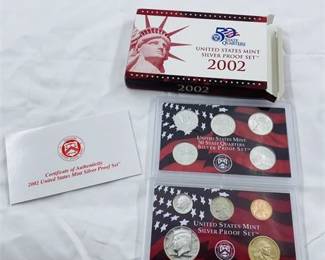 50
Quarters
UNITED STATES MINT
SILVER PROOF SET
2002
2002
Certificate of Authenticity
2002 United States Mint Silver Proof Set
UNITED STATES MINT
50 STATE QUARTERS
SILVER PROOF SET
UNITED STATES MINT
SILVER PROOF SET